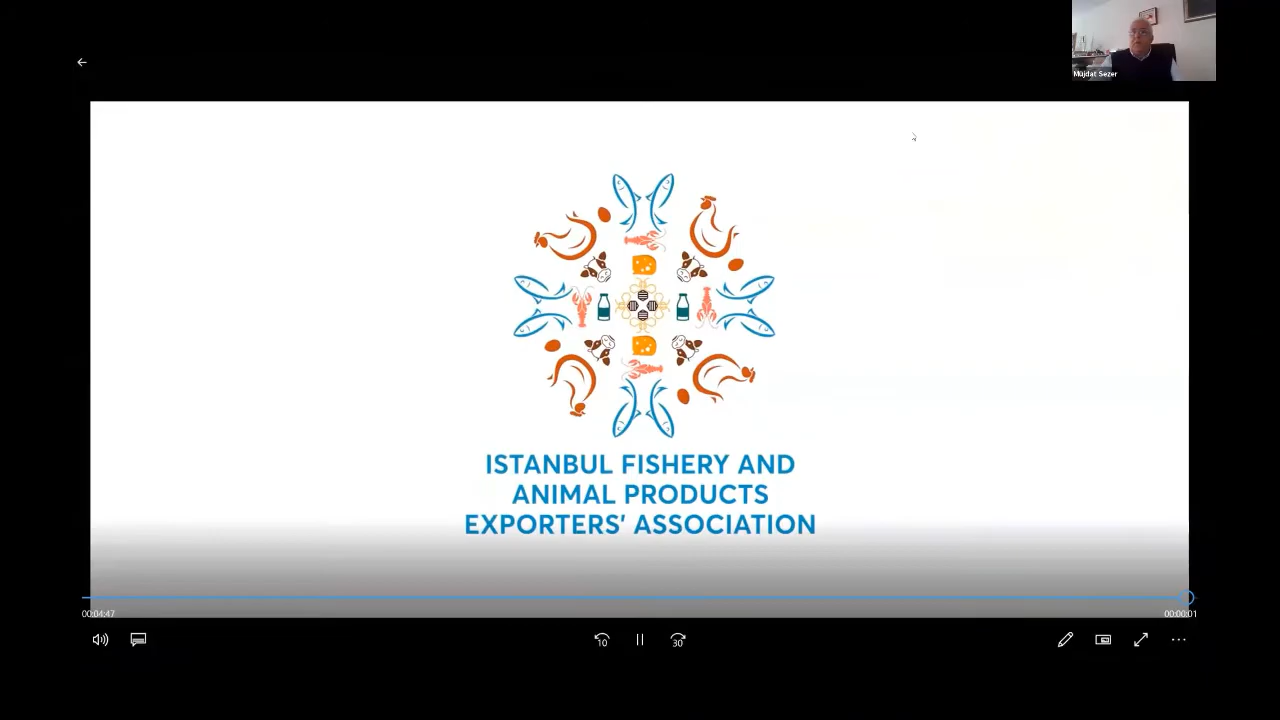 Müjdat Sezer
ISTANBUL FISHERY AND
ANIMAL PRODUCTS
EXPORTERS' ASSOCIATION
00:04:47
00:00:01
10
30